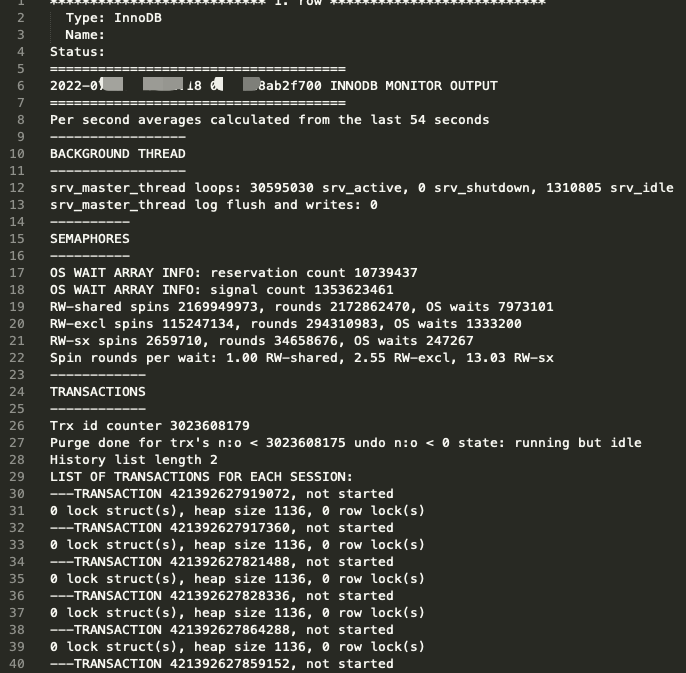 1 *************************** 1. row ***************************
2 Type: InnoDB
3 Name:
4 Status:
5 =====================================
6 2022-0 18 0 8ab2f700 INNODB MONITOR OUTPUT
7 =====================================
8 Per second averages calculated from the last 54 seconds
9 -----------------
10 BACKGROUND THREAD
11 -----------------
12 srv_master_thread loops: 30595030 srv_active, 0 srv_shutdown, 1310805 srv_idle
13 srv_master_thread log flush and writes: 0
14 ----------
15 SEMAPHORES
16 ----------
17 OS WAIT ARRAY INFO: reservation count 10739437
18 OS WAIT ARRAY INFO: signal count 1353623461
19 RW-shared spins 2169949973, rounds 2172862470, OS waits 7973101
20 RW-excl spins 115247134, rounds 294310983, OS waits 1333200
21 RW-sx spins 2659710, rounds 34658676, OS waits 247267
22 Spin rounds per wait: 1.00 RW-shared, 2.55 RW-excl, 13.03 RW-sx
23 ------------
24 TRANSACTIONS
25 ------------
26 Trx id counter 3023608179
27 Purge done for trx's n:o < 3023608175 undo n:o < 0 state: running but idle
28 History list length 2
29 LIST OF TRANSACTIONS FOR EACH SESSION:
30 ---TRANSACTION 421392627919072, not started
31 0 lock struct(s), heap size 1136, 0 row lock(s)
32 ---TRANSACTION 421392627917360, not started
33 0 lock struct(s), heap size 1136, 0 row lock(s)
34 ---TRANSACTION 421392627821488, not started
35 0 lock struct(s), heap size 1136, 0 row lock(s)
36 ---TRANSACTION 421392627828336, not started
37 0 lock struct(s), heap size 1136, 0 row lock(s)
38 ---TRANSACTION 421392627864288, not started
39 0 lock struct(s), heap size 1136, 0 row lock(s)
40 ---TRANSACTION 421392627859152, not started